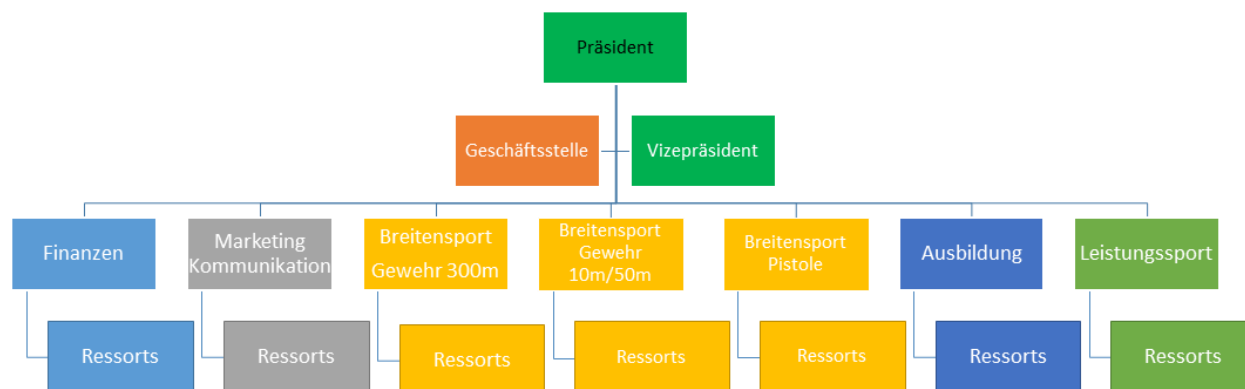 Präsident
Geschäftsstelle
Vizepräsident
Finanzen
Marketing
Kommunikation
Breitensport
Gewehr 300m
Breitensport
Gewehr
10m/50m
Breitensport
Pistole
Ausbildung
Leistungssport
Ressorts
Ressorts
Ressorts
Ressorts
Ressorts
Ressorts
Ressorts